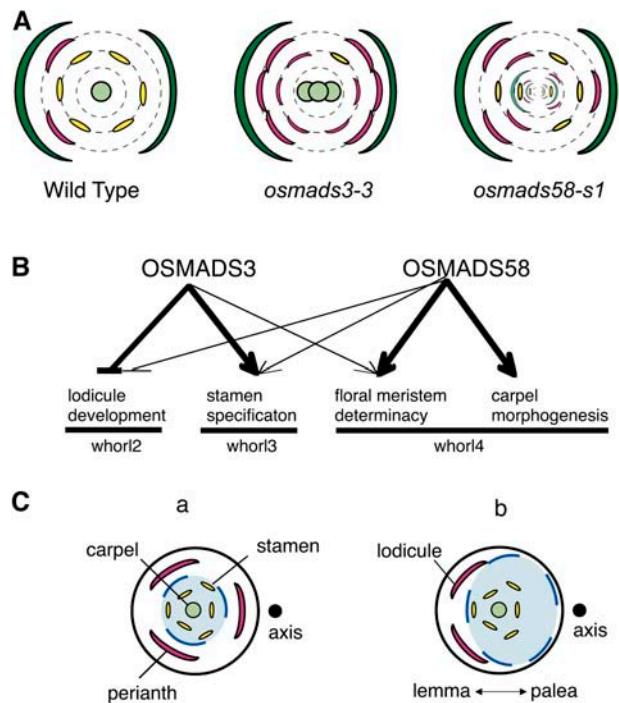 A
Wild Type
osmads3-3
osmads58-s1
B
OSMADS3
OSMADS58
lodicule
development
stamen
specificaton
floral meristem
determinacy
carpel
morphogenesis
whorl2
whorl3
whorl4
C
a
b
carpel
stamen
lodicule
axis
axis
perianth
lemma
palea